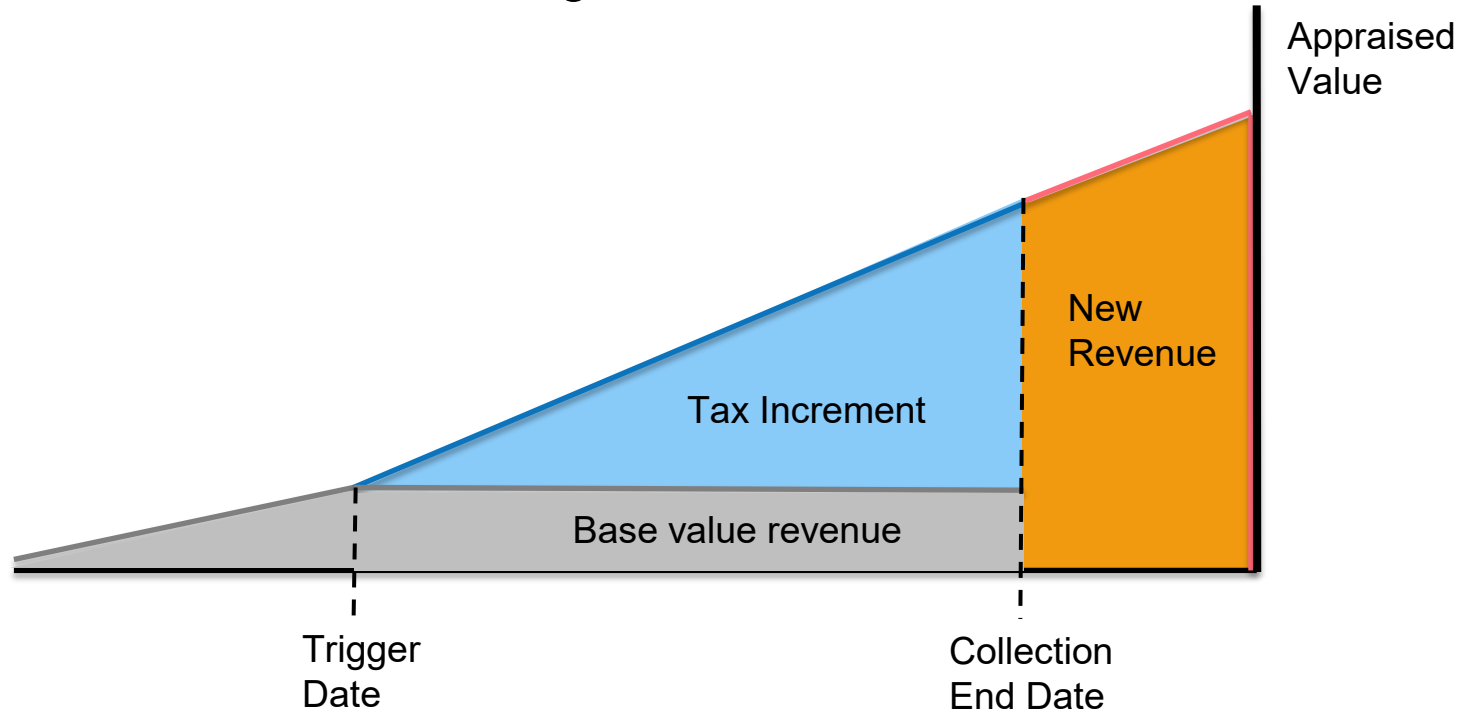 Appraised
Value
New
Revenue
Tax Increment
Base value revenue
Trigger
Date
Collection
End Date